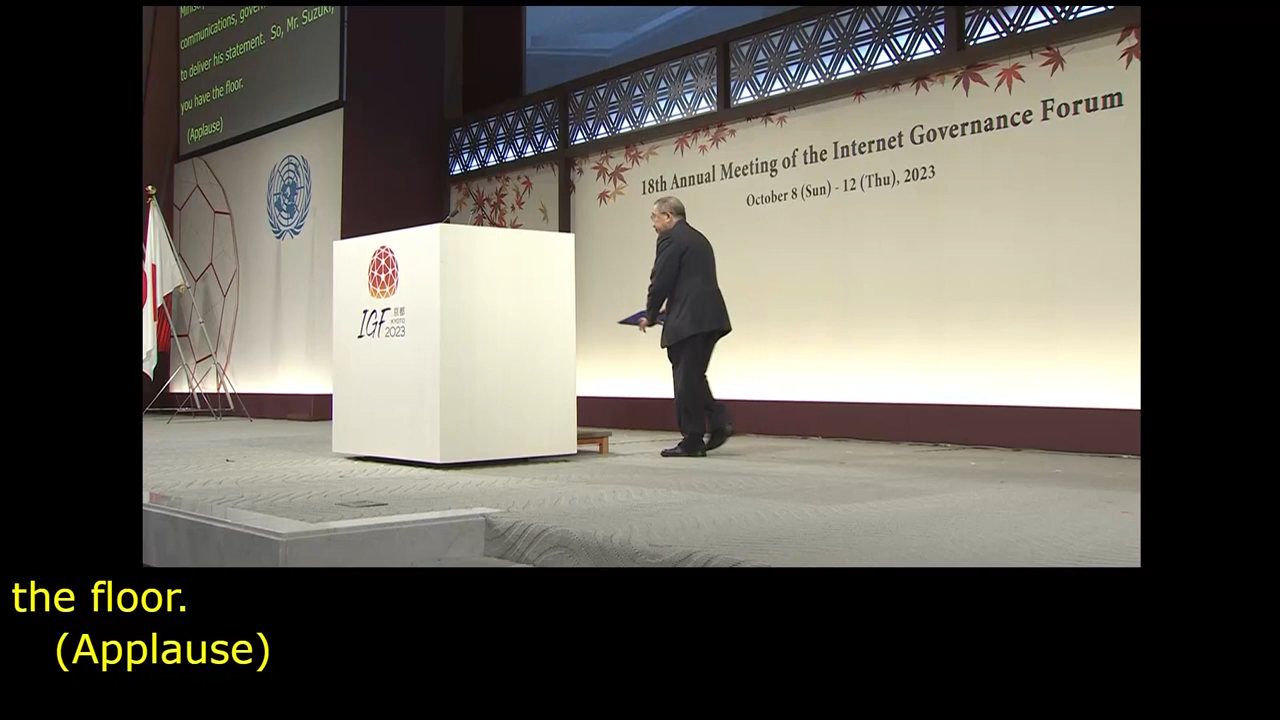 communications,
to deliver his statement. So, Mr. Suzuki,
you have the floor.
(Applause)
18th Annual Meeting of the Internet Governance Forum
October 8 (Sun) - 12 (Thu), 2023
IGF 京都
KYOTO
2023
the floor.
(Applause)